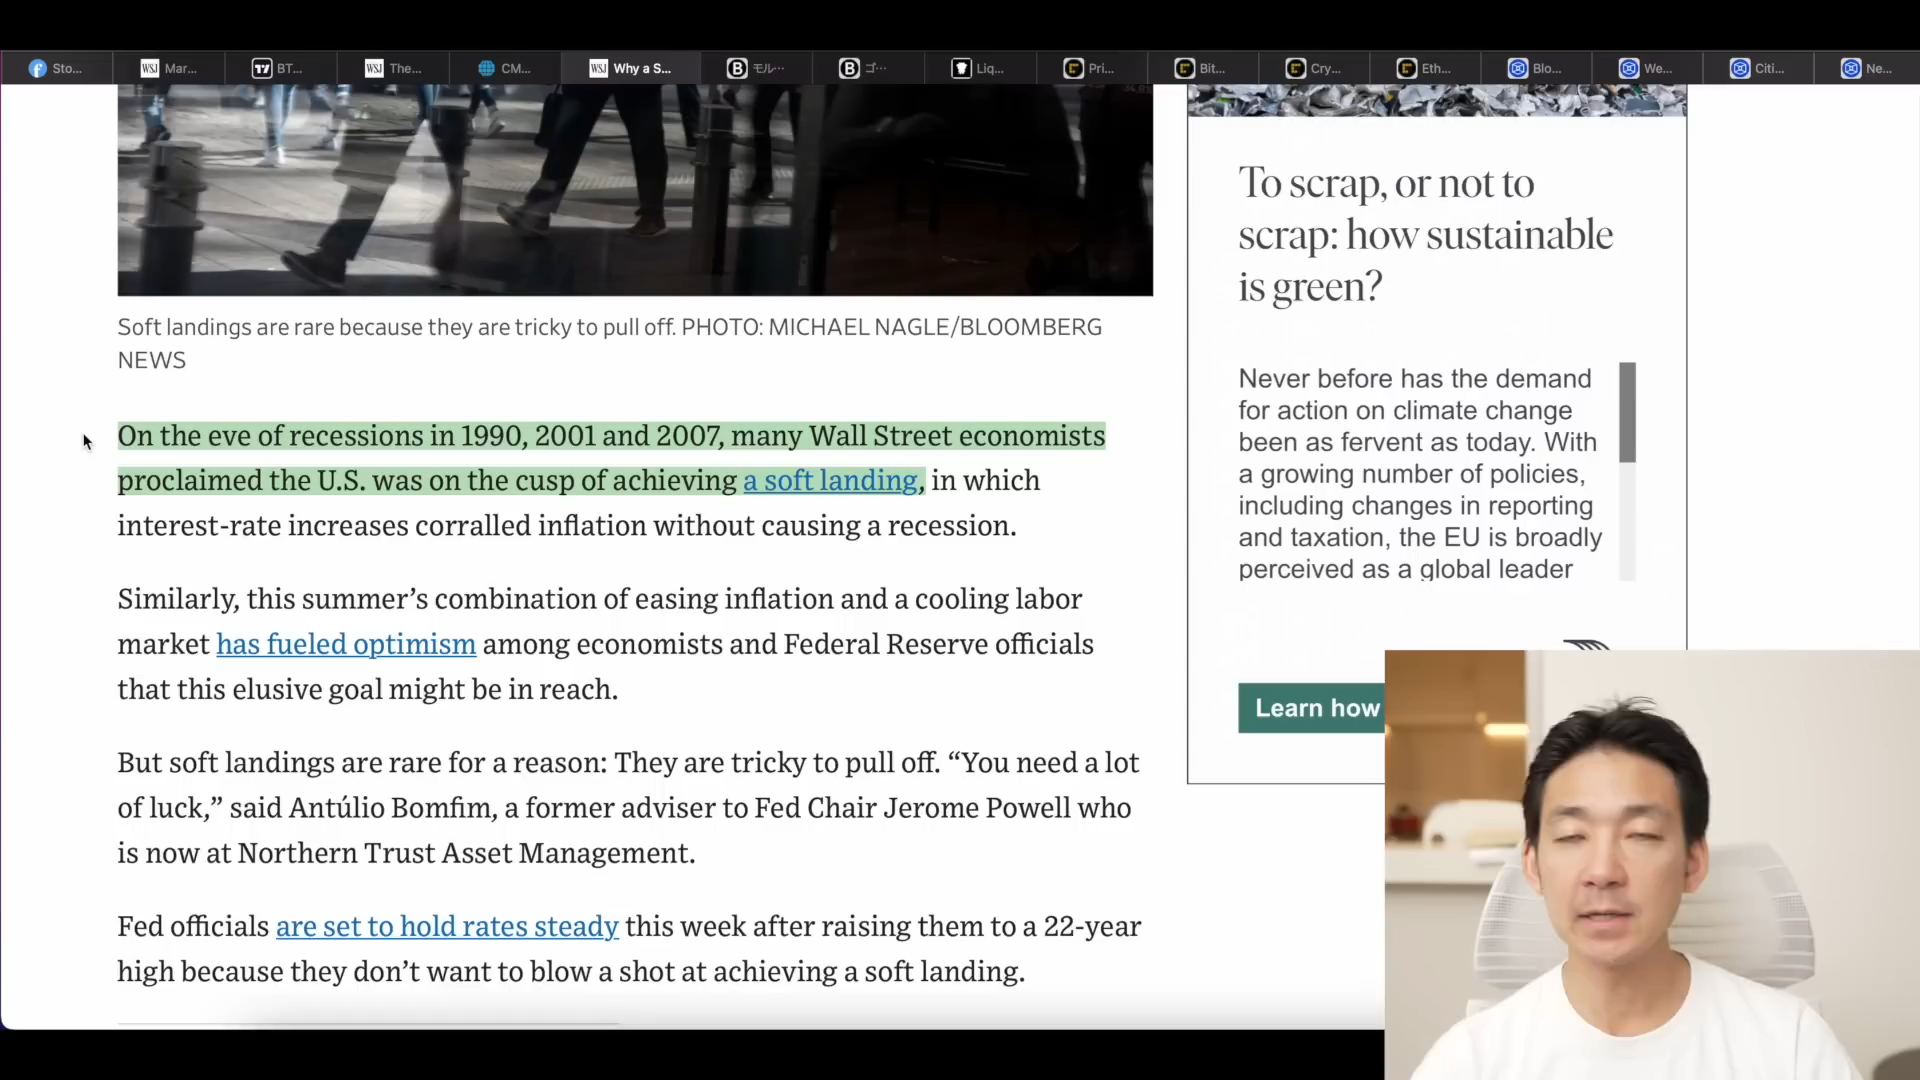 Sto...
WSJ Mar...
BT...
WSJ The...
CM...
WSJ Why a S...
B モル…
B ゴ…
Liq...
Pri...
Bit...
Cry...
Eth...
Blo...
We...
Citi...
Ne...
Soft landings are rare because they are tricky to pull off. PHOTO: MICHAEL NAGLE/BLOOMBERG
NEWS
On the eve of recessions in 1990, 2001 and 2007, many Wall Street economists
proclaimed the U.S. was on the cusp of achieving a soft landing, in which
interest-rate increases corralled inflation without causing a recession.
Similarly, this summer’s combination of easing inflation and a cooling labor
market has fueled optimism among economists and Federal Reserve officials
that this elusive goal might be in reach.
But soft landings are rare for a reason: They are tricky to pull off. “You need a lot
of luck,” said Antúlio Bomfim, a former adviser to Fed Chair Jerome Powell who
is now at Northern Trust Asset Management.
Fed officials are set to hold rates steady this week after raising them to a 22-year
high because they don’t want to blow a shot at achieving a soft landing.
To scrap, or not to
scrap: how sustainable
is green?
Never before has the demand
for action on climate change
been as fervent as today. With
a growing number of policies,
including changes in reporting
and taxation, the EU is broadly
perceived as a global leader
Learn how